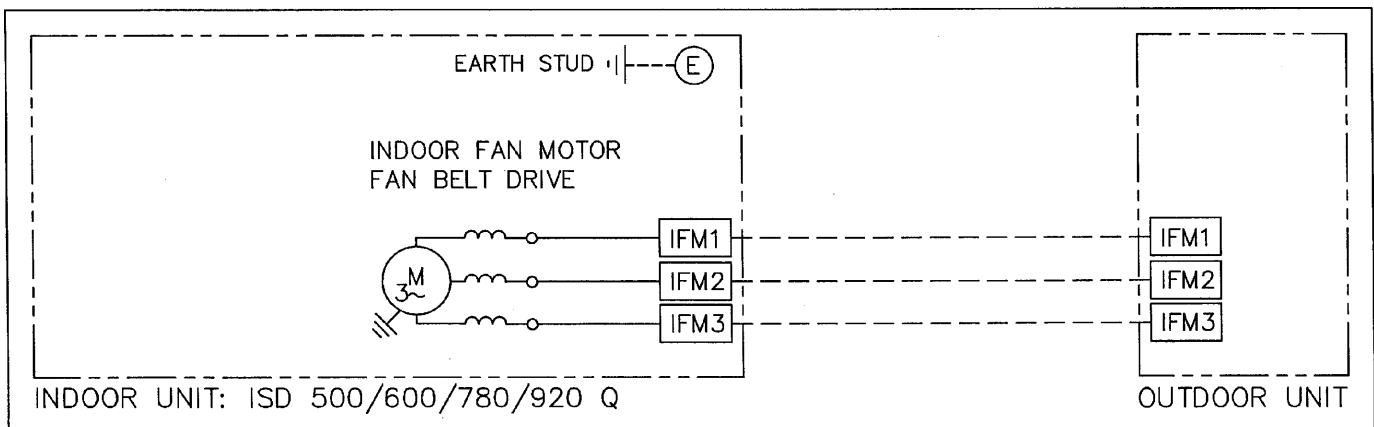 EARTH STUD E
INDOOR FAN MOTOR
FAN BELT DRIVE
IFM1 IFM1
M
3~
IFM2 IFM2
IFM3 IFM3
INDOOR UNIT: ISD 500/600/780/920 Q
OUTDOOR UNIT